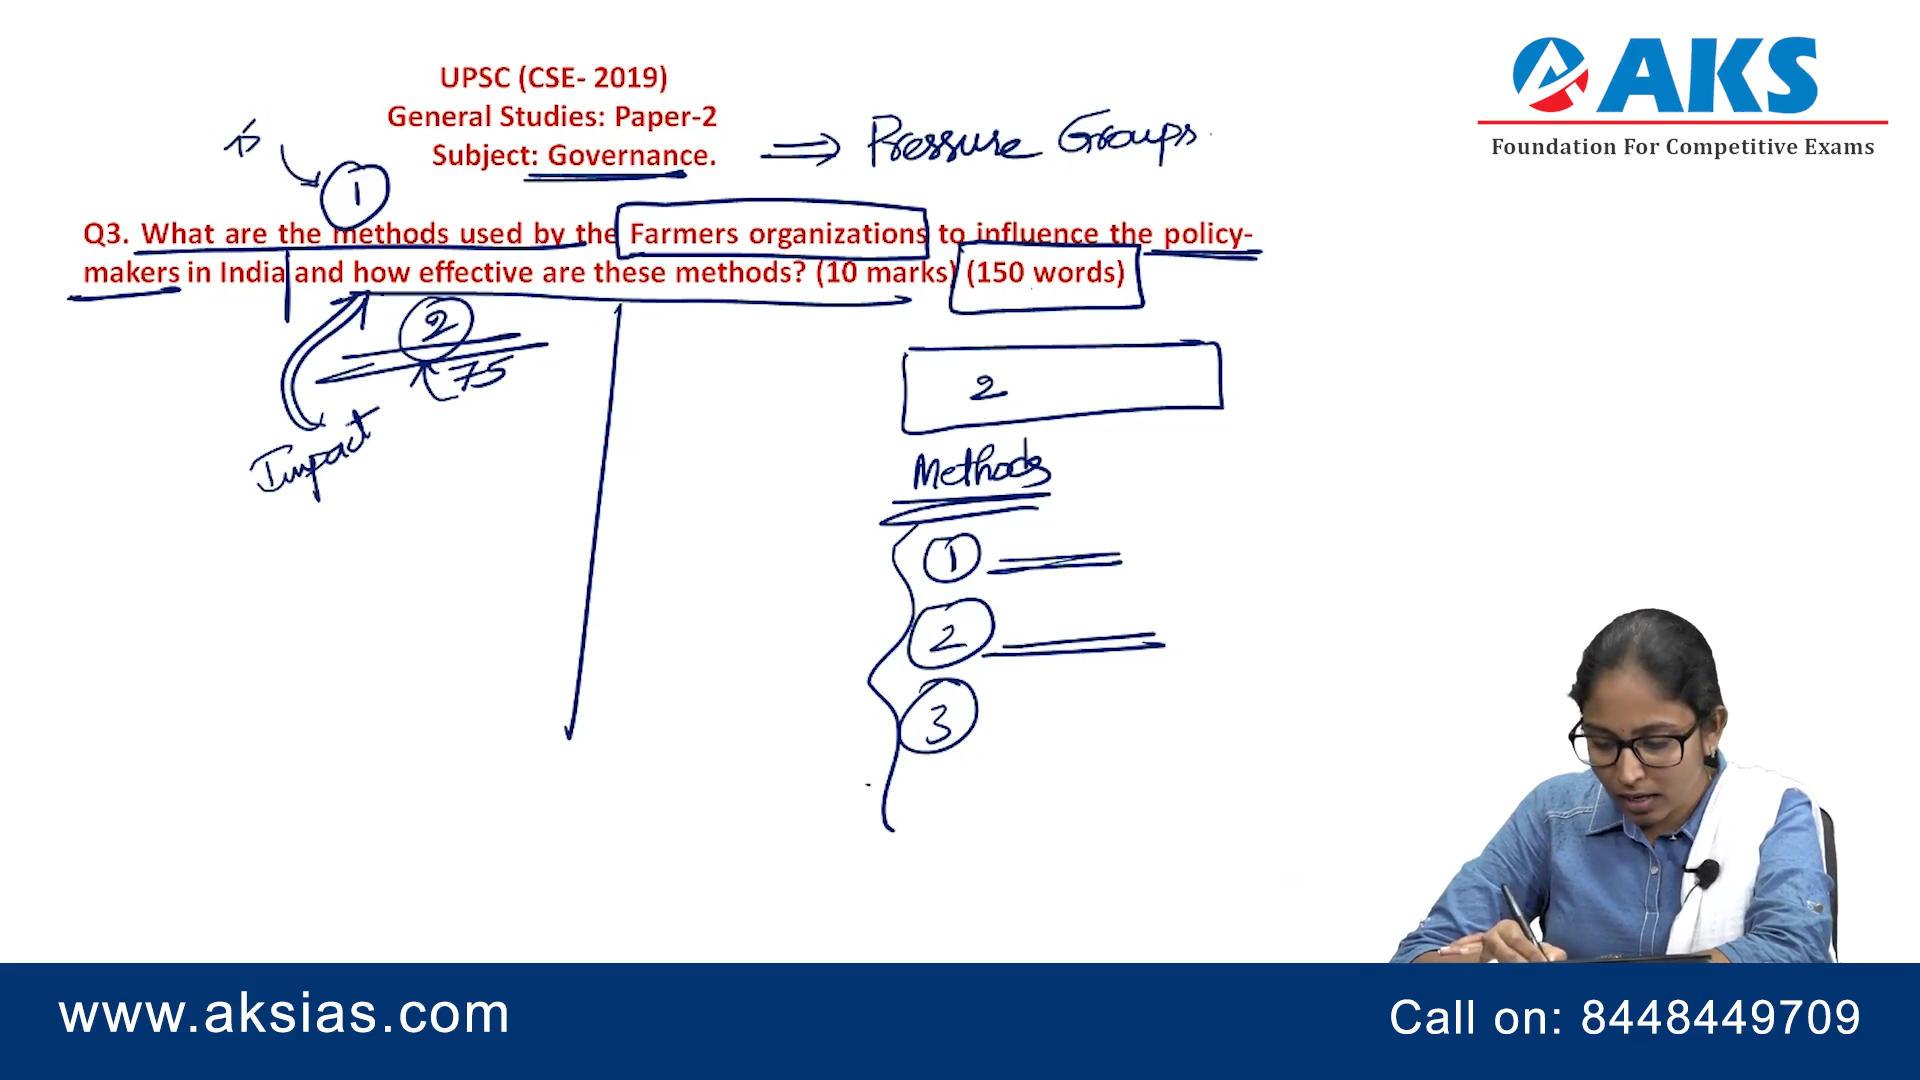 UPSC (CSE- 2019)
General Studies: Paper-2
Subject: Governance.
⇒ Pressure Groups
AKS
Foundation For Competitive Exams
1
Q3. What are the methods used by the Farmers organizations to influence the policy-
makers in India and how effective are these methods? (10 marks) (150 words)
2
75
Impact
2
Methods
1
2
3
www.aksias.com
Call on: 8448449709